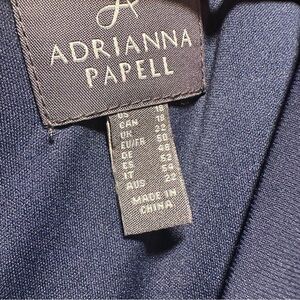 ADRIANNA
PAPELL
US 18
CAN 18
UK 22
EU/FR 50
DE 48
ES 52
IT 54
AUS 22
MADE IN
CHINA